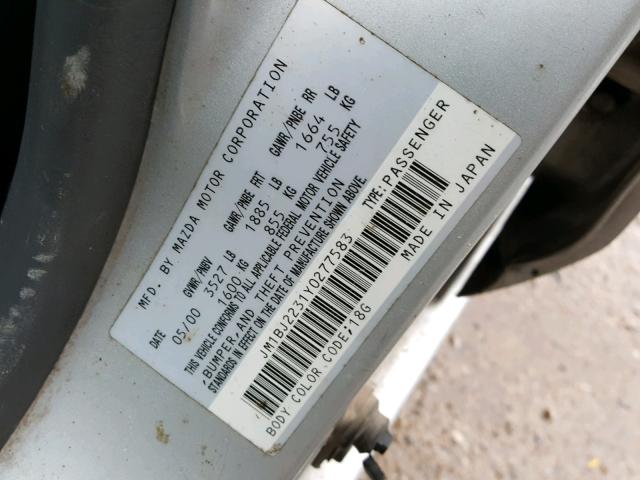 MFD. BY MAZDA MOTOR CORPORATION
DATE GVWR/PNBV GAWR/PNBE FRT GAWR/PNBE RR
05/00 3527 LB 1885 LB 1664 LB
1600 KG 855 KG 755 KG
THIS VEHICLE CONFORMS TO ALL APPLICABLE FEDERAL MOTOR VEHICLE SAFETY
, BUMPER, AND THEFT PREVENTION
STANDARDS IN EFFECT ON THE DATE OF MANUFACTURE SHOWN ABOVE.
JM1BJ2231Y0277583 TYPE: PASSENGER
BODY COLOR CODE: 18G MADE IN JAPAN